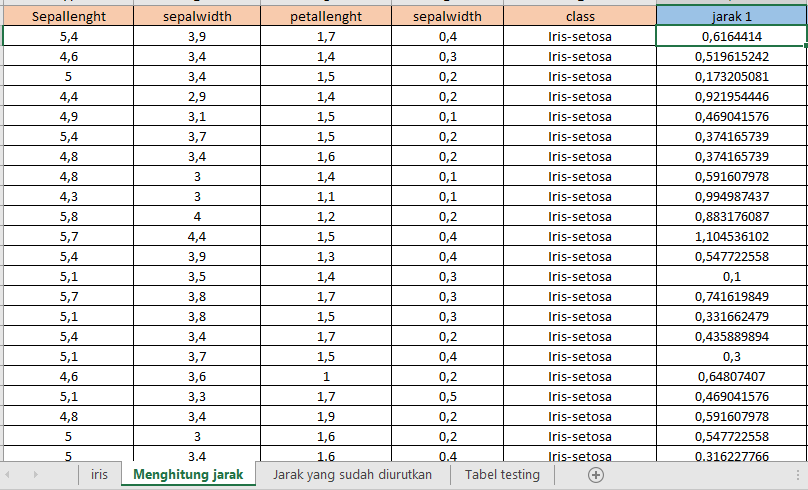 Sepallenght sepalwidth petallenght sepalwidth class jarak 1
5,4 3,9 1,7 0,4 Iris-setosa 0,6164414
4,6 3,4 1,4 0,3 Iris-setosa 0,519615242
5 3,4 1,5 0,2 Iris-setosa 0,173205081
4,4 2,9 1,4 0,2 Iris-setosa 0,921954446
4,9 3,1 1,5 0,1 Iris-setosa 0,469041576
5,4 3,7 1,5 0,2 Iris-setosa 0,374165739
4,8 3,4 1,6 0,2 Iris-setosa 0,374165739
4,8 3 1,4 0,1 Iris-setosa 0,591607978
4,3 3 1,1 0,1 Iris-setosa 0,994987437
5,8 4 1,2 0,2 Iris-setosa 0,883176087
5,7 4,4 1,5 0,4 Iris-setosa 1,104536102
5,4 3,9 1,3 0,4 Iris-setosa 0,547722558
5,1 3,5 1,4 0,3 Iris-setosa 0,1
5,7 3,8 1,7 0,3 Iris-setosa 0,741619849
5,1 3,8 1,5 0,3 Iris-setosa 0,331662479
5,4 3,4 1,7 0,2 Iris-setosa 0,435889894
5,1 3,7 1,5 0,4 Iris-setosa 0,3
4,6 3,6 1 0,2 Iris-setosa 0,64807407
5,1 3,3 1,7 0,5 Iris-setosa 0,469041576
4,8 3,4 1,9 0,2 Iris-setosa 0,591607978
5 3 1,6 0,2 Iris-setosa 0,547722558
5 3,4 1,6 0,4 Iris-setosa 0,316227766
iris Menghitung jarak Jarak yang sudah diurutkan Tabel testing